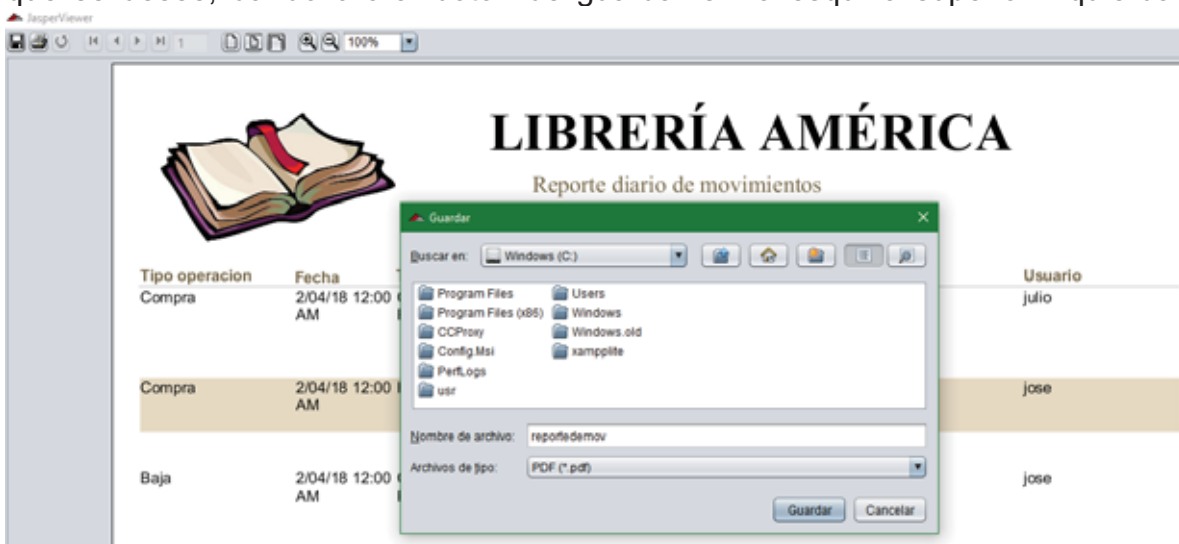 JasperViewer
1
100%
LIBRERÍA AMÉRICA
Reporte diario de movimientos
Guardar
Buscar en: Windows (C:)
Program Files Users
Program Files (x86) Windows
CCProxy Windows.old
Config.Msi xampplite
PerfLogs
usr
Nombre de archivo: reportedemov
Archivos de tipo: PDF (*.pdf)
Guardar Cancelar
Tipo operacion Fecha Usuario
Compra 2/04/18 12:00 julio
AM
Compra 2/04/18 12:00 jose
AM
Baja 2/04/18 12:00 jose
AM